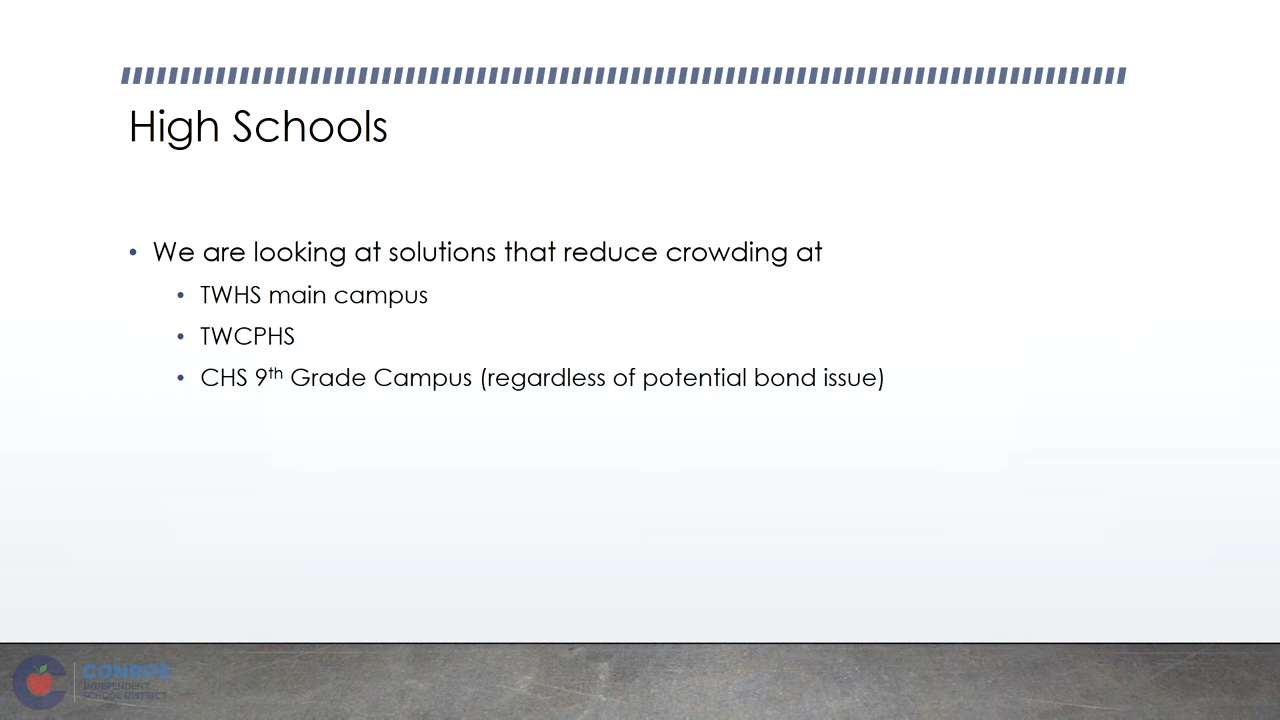 High Schools
• We are looking at solutions that reduce crowding at
• TWHS main campus
• TWCPHS
• CHS 9th Grade Campus (regardless of potential bond issue)
CONROE
INDEPENDENT
SCHOOL DISTRICT